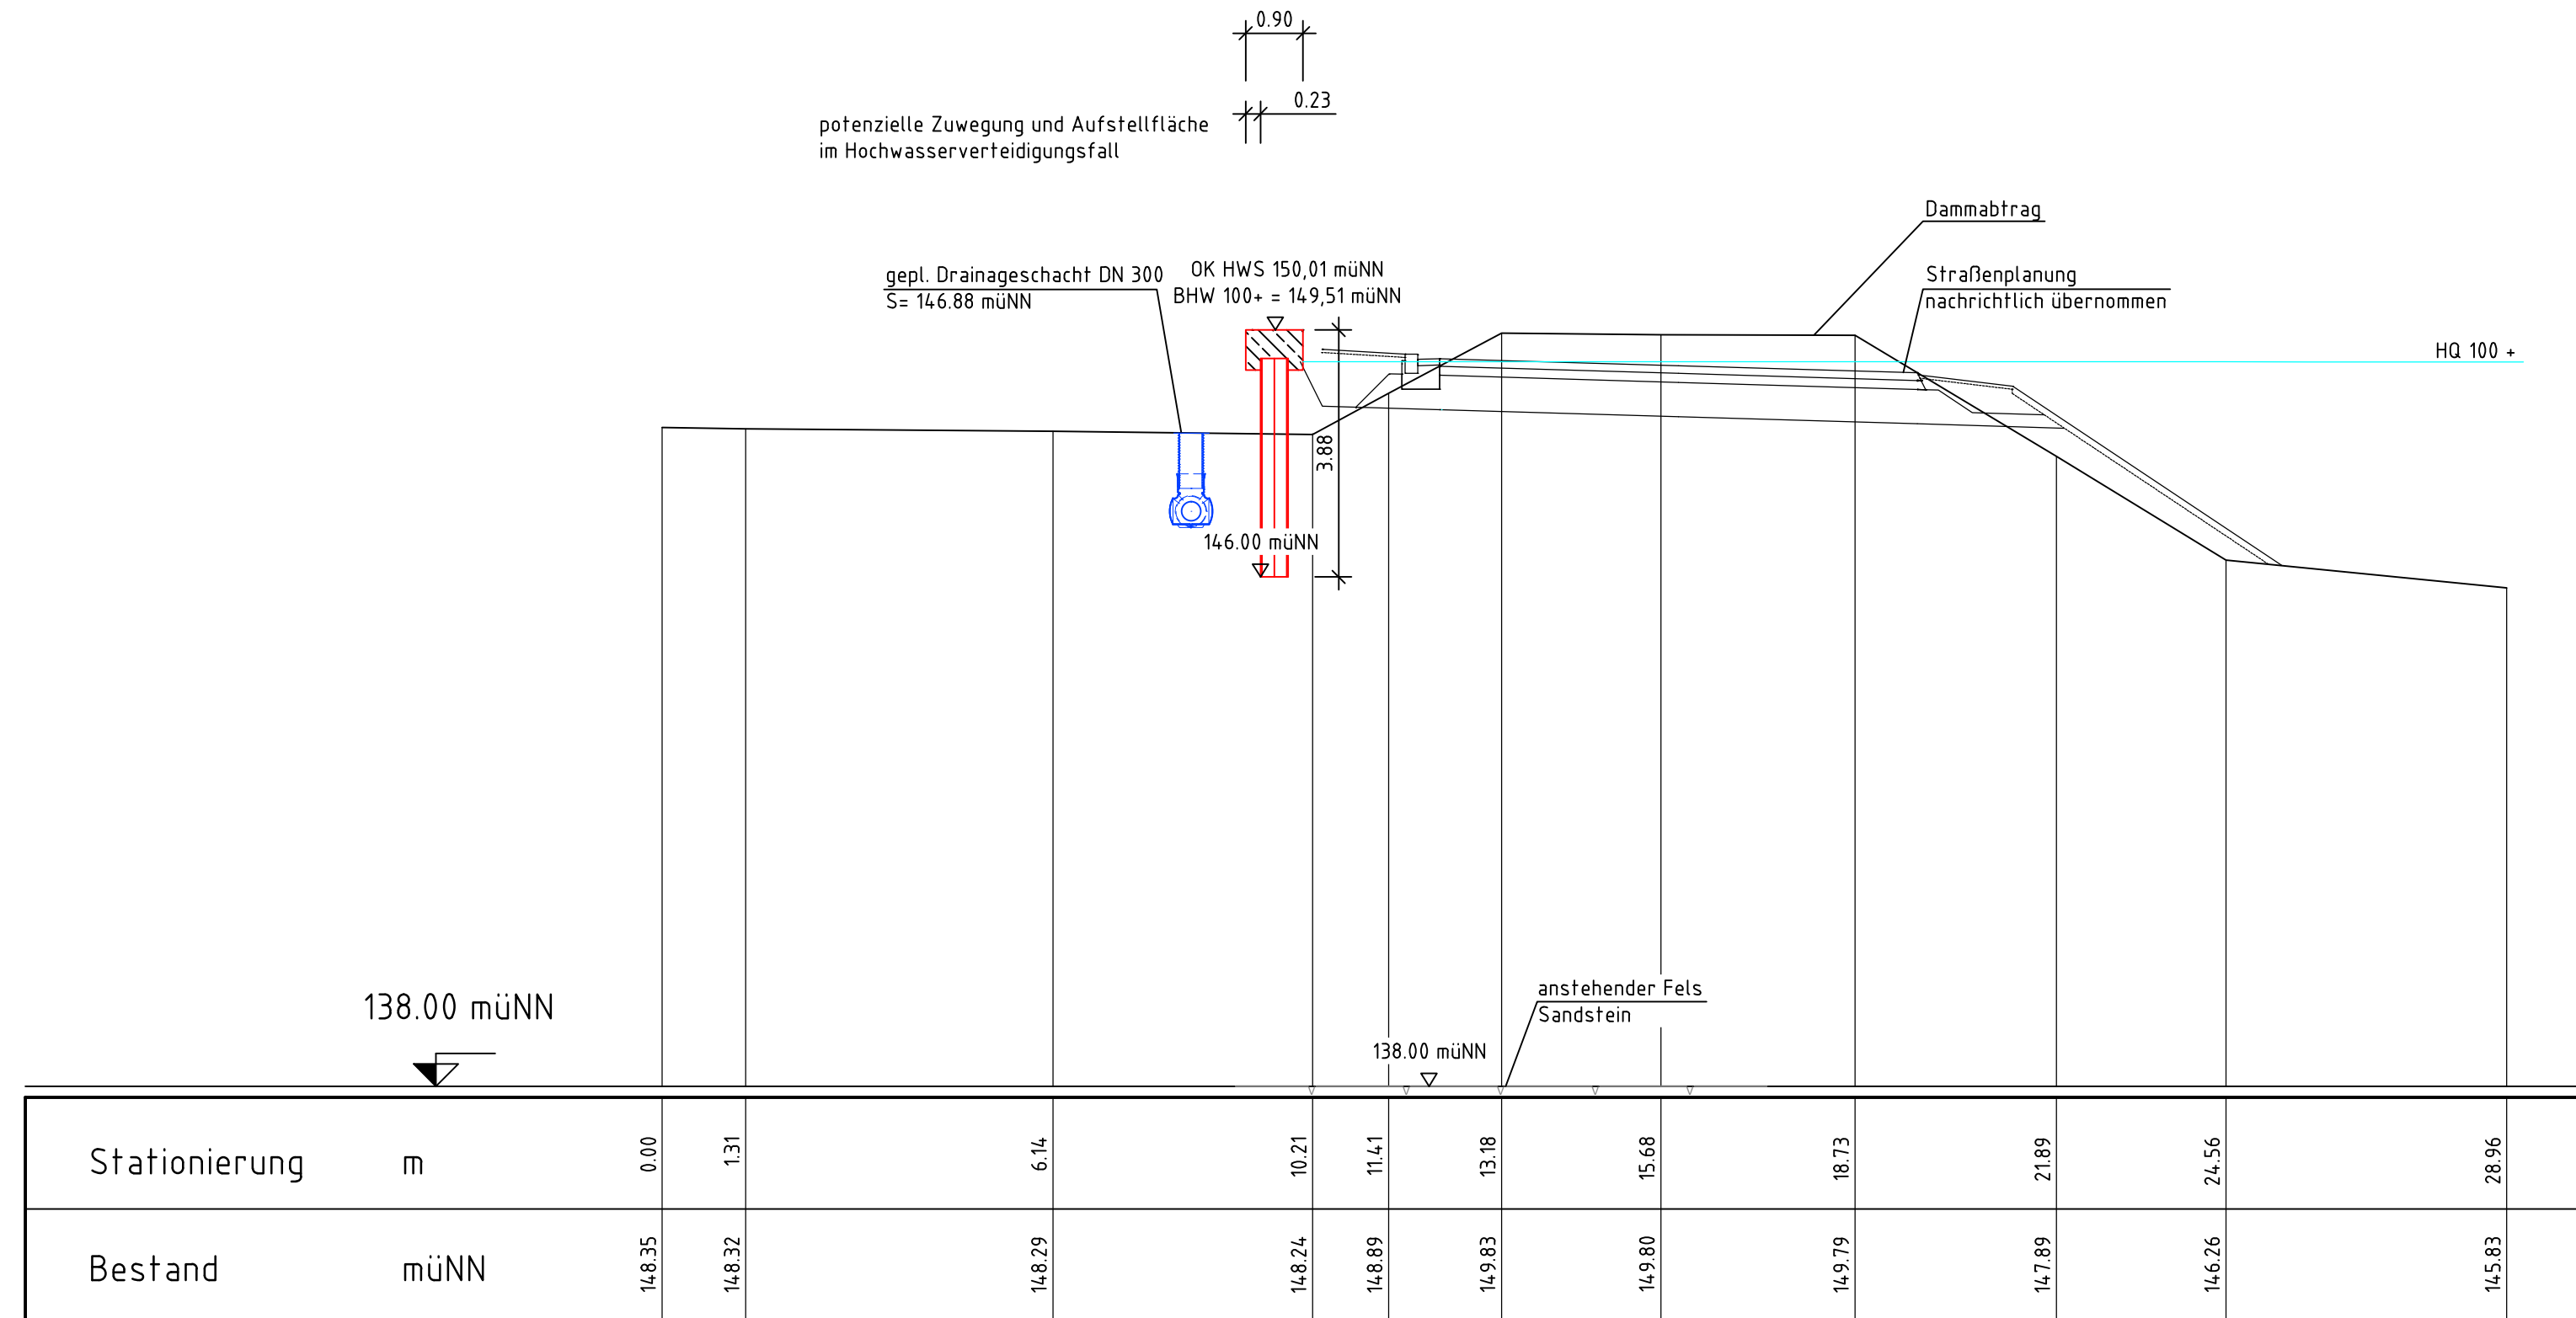 0.90
0.23
potenzielle Zuwegung und Aufstellfläche
im Hochwasserverteidigungsfall
Dammabtrag
gepl. Drainageschacht DN 300
S= 146.88 müNN
OK HWS 150,01 müNN
BHW 100+ = 149,51 müNN
Straßenplanung
nachrichtlich übernommen
HQ 100 +
3.88
146.00 müNN
138.00 müNN
anstehender Fels
Sandstein
138.00 müNN
Stationierung m 0.00 1.31 6.14 10.21 11.41 13.18 15.68 18.73 21.89 24.56 28.96
Bestand müNN 148.35 148.32 148.29 148.24 148.89 149.83 149.80 149.79 147.89 146.26 145.83